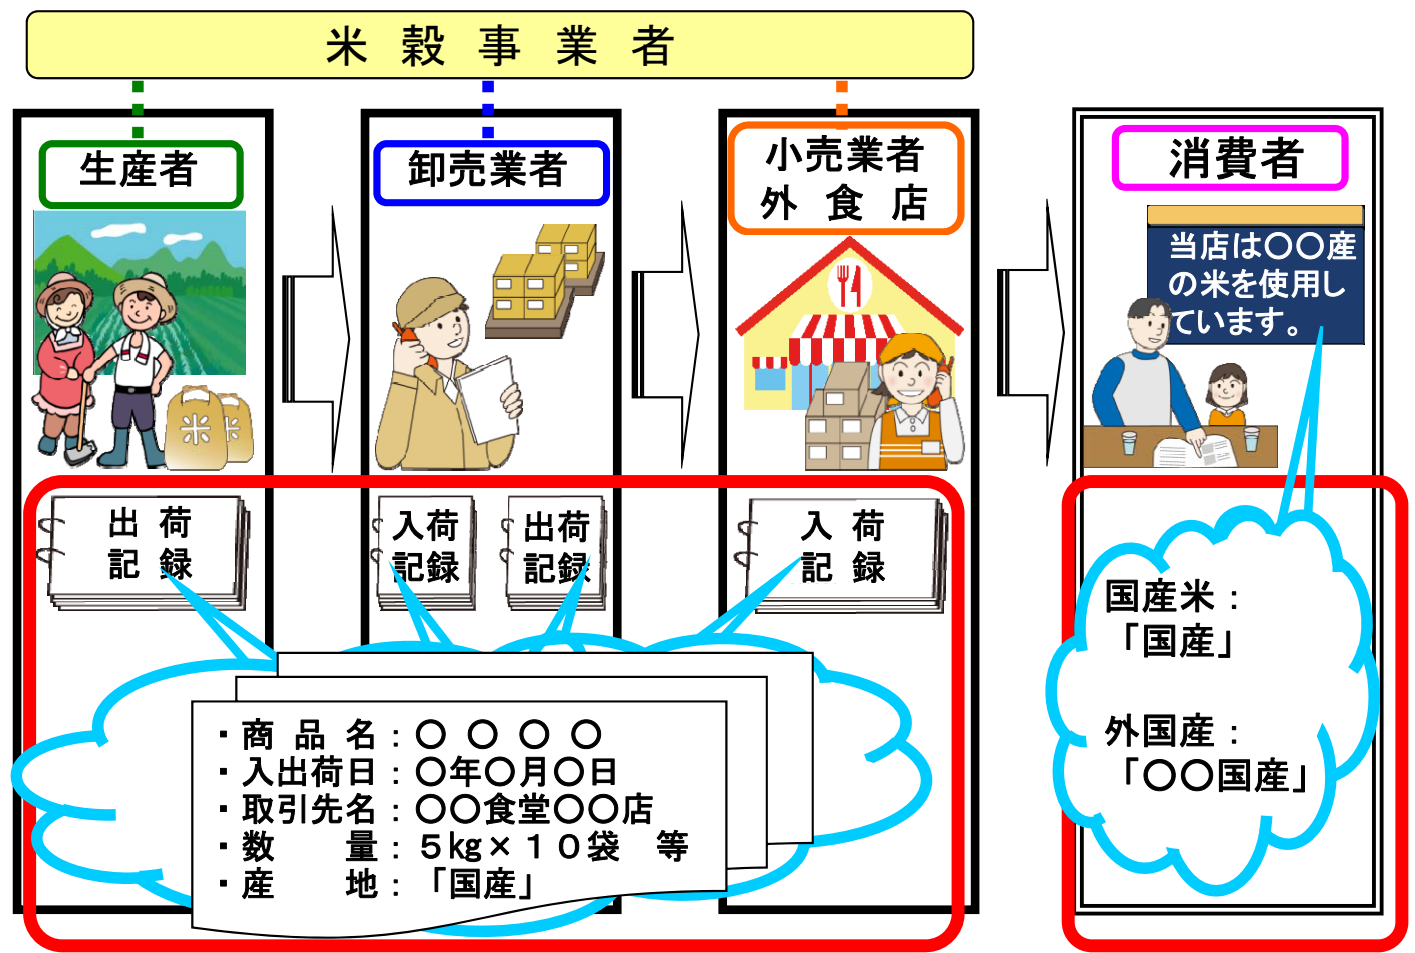 米穀事業者
生産者
卸売業者
小売業者
外食店
消費者
当店は〇〇産
の米を使用し
ています。
米
米
出荷
記録
入荷
記録
出荷
記録
入荷
記録
・商品名：〇〇〇〇
・入出荷日：〇年〇月〇日
・取引先名：〇〇食堂〇〇店
・数　量：５㎏×１０袋　等
・産　地：「国産」
国産米：
「国産」
外国産：
「〇〇国産」